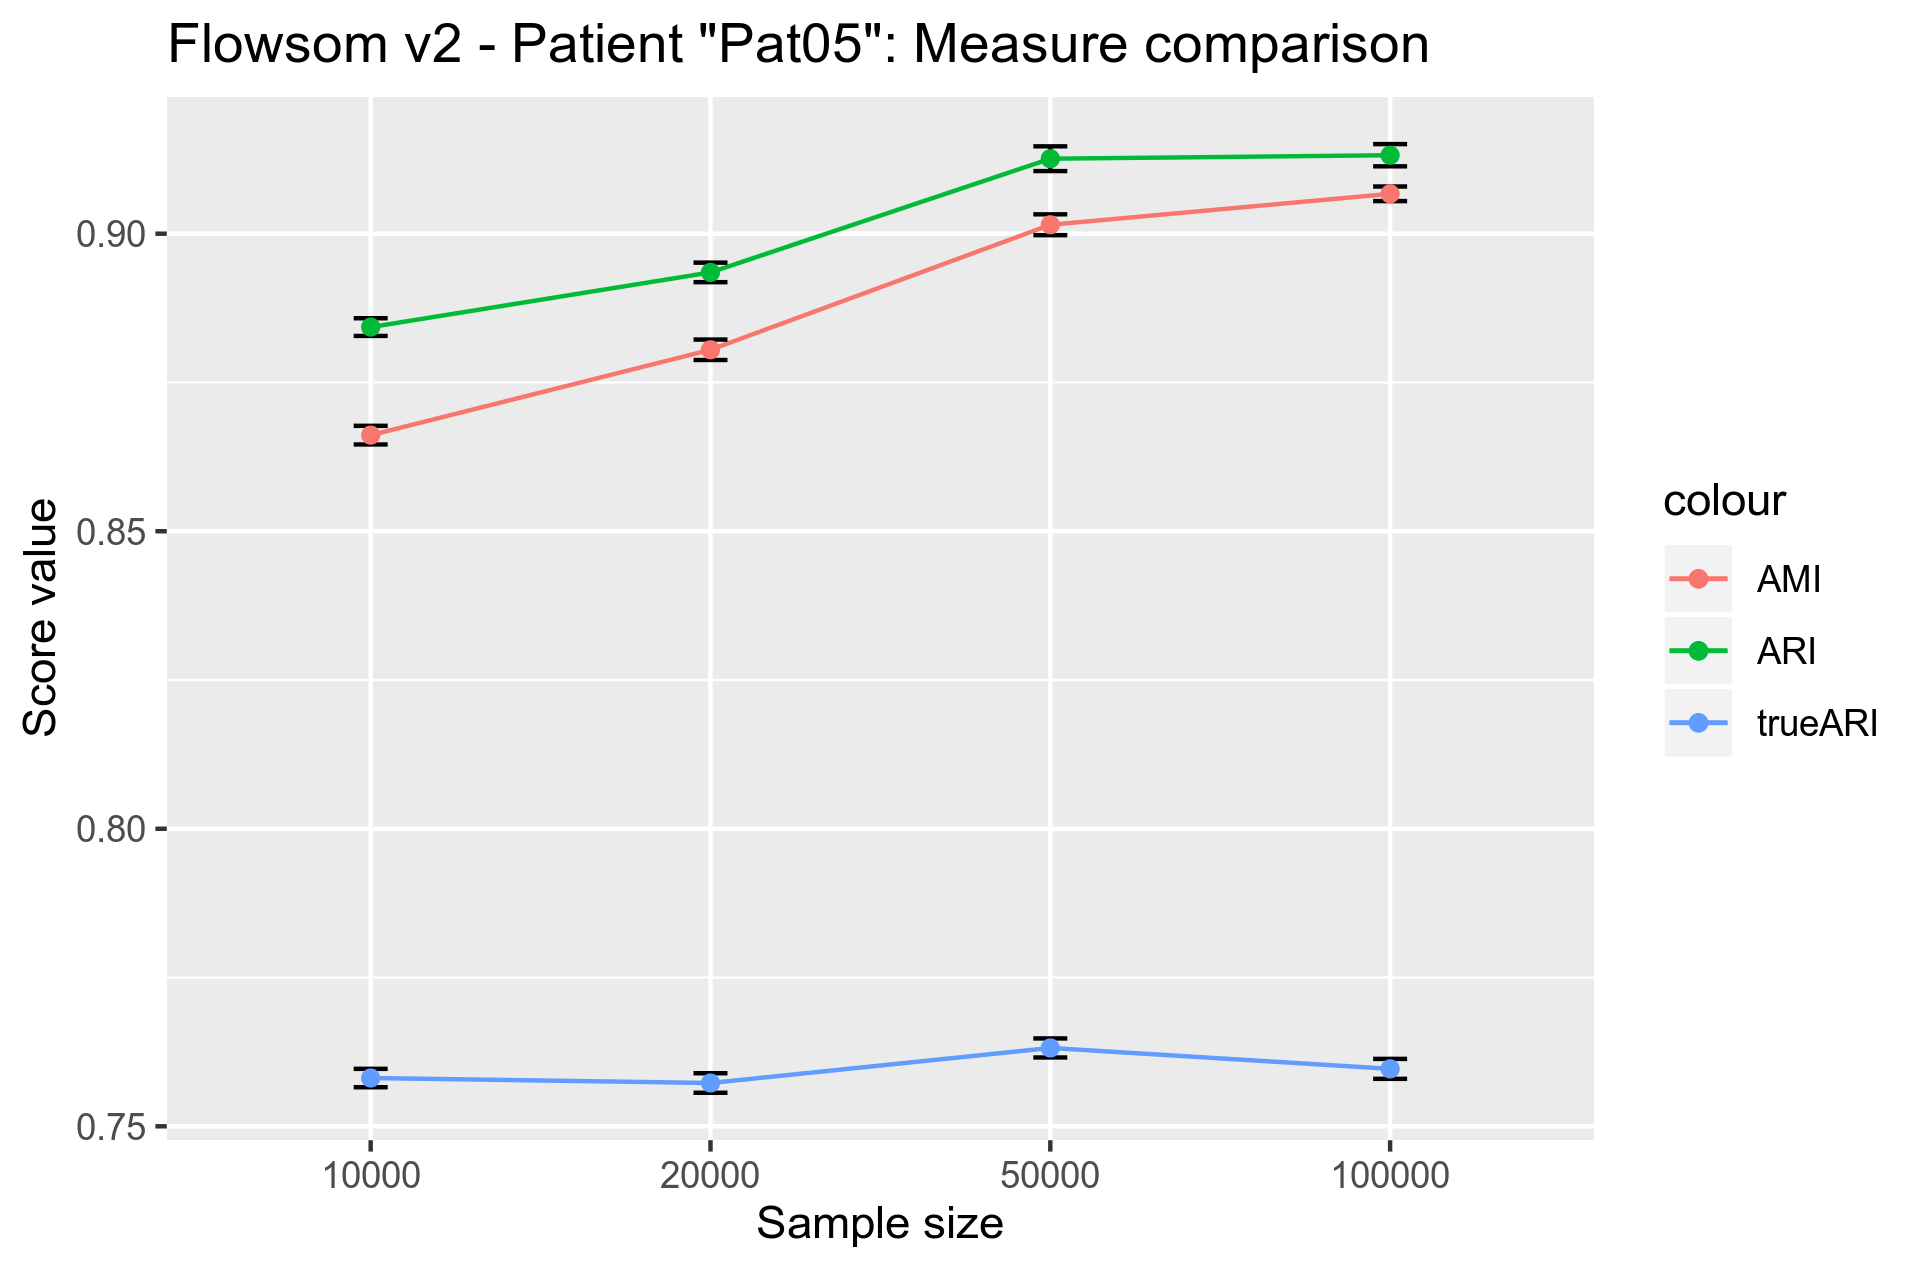 Flowsom v2 - Patient "Pat05": Measure comparison
Score value
0.90
0.85
0.80
0.75
10000 20000 50000 100000
Sample size
colour
AMI
ARI
trueARI